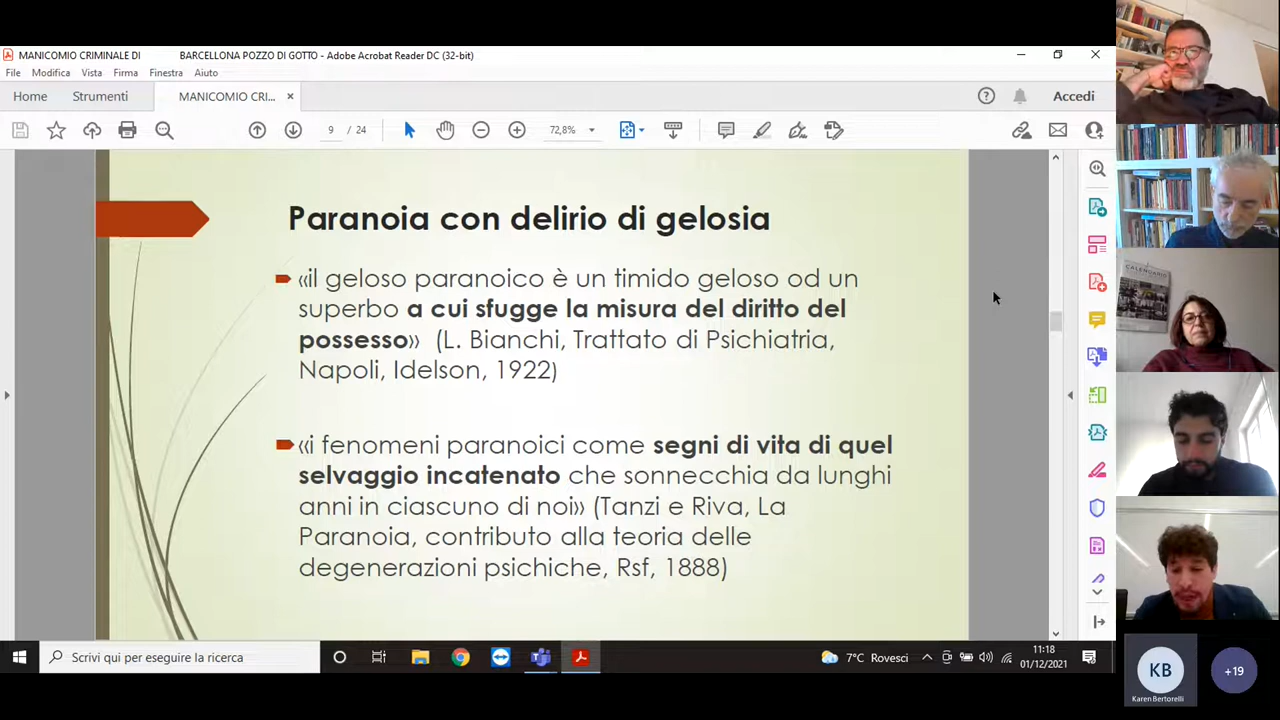 MANICOMIO CRIMINALE DI BARCELLONA POZZO DI GOTTO - Adobe Acrobat Reader DC (32-bit)
File Modifica Vista Firma Finestra Aiuto
Home Strumenti MANICOMIO CRI... Accedi
9 / 24 72,8%
Paranoia con delirio di gelosia
«il geloso paranoico è un timido geloso od un
superbo a cui sfugge la misura del diritto del
possesso» (L. Bianchi, Trattato di Psichiatria,
Napoli, Idelson, 1922)
«i fenomeni paranoici come segni di vita di quel
selvaggio incatenato che sonnecchia da lunghi
anni in ciascuno di noi» (Tanzi e Riva, La
Paranoia, contributo alla teoria delle
degenerazioni psichiche, Rsf, 1888)
CALENDARIO
Scrivi qui per eseguire la ricerca
7°C Rovesci
11:18
01/12/2021
KB
Karen Bertorelli
+19